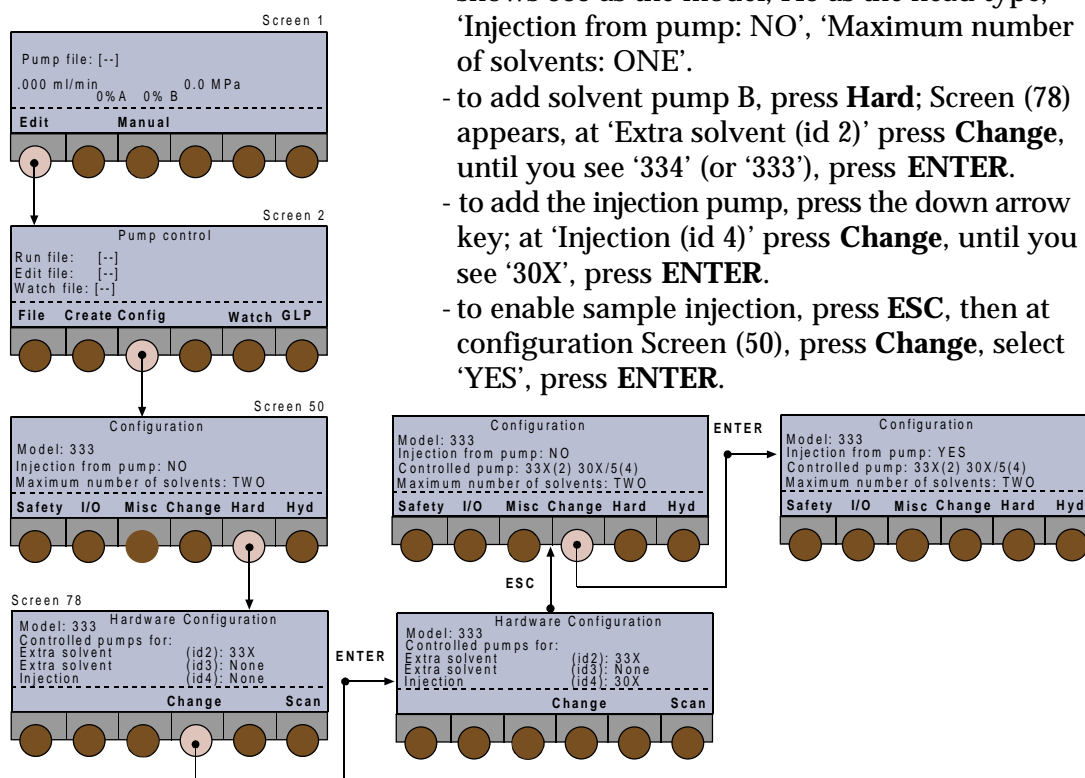 Screen 1
Pump file: [--]
.000 ml/min 0.0 MPa
0%A 0% B
Edit Manual
Screen 2
Pump control
Run file: [--]
Edit file: [--]
Watch file: [--]
File Create Config Watch GLP
‘Injection from pump: NO’, ‘Maximum number
of solvents: ONE’.
- to add solvent pump B, press Hard; Screen (78)
appears, at ‘Extra solvent (id 2)’ press Change,
until you see ‘334’ (or ‘333’), press ENTER.
- to add the injection pump, press the down arrow
key; at ‘Injection (id 4)’ press Change, until you
see ‘30X’, press ENTER.
- to enable sample injection, press ESC, then at
configuration Screen (50), press Change, select
‘YES’, press ENTER.
Screen 50
Configuration
Model: 333
Injection from pump: NO
Maximum number of solvents: TWO
Safety I/O Misc Change Hard Hyd
Configuration
Model: 333
Injection from pump: NO
Controlled pump: 33X(2) 30X/5(4)
Maximum number of solvents: TWO
Safety I/O Misc Change Hard Hyd
ENTER
Configuration
Model: 333
Injection from pump: YES
Controlled pump: 33X(2) 30X/5(4)
Maximum number of solvents: TWO
Safety I/O Misc Change Hard Hyd
ESC
Screen 78
Hardware Configuration
Model: 333
Controlled pumps for:
Extra solvent (id2): 33X
Extra solvent (id3): None
Injection (id4): None
Change Scan
ENTER
Hardware Configuration
Model: 333
Controlled pumps for:
Extra solvent (id2): 33X
Extra solvent (id3): None
Injection (id4): 30X
Change Scan